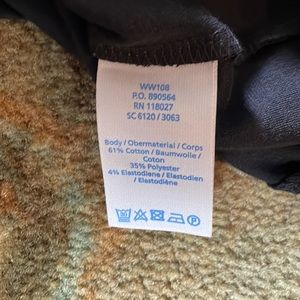 WW108
P.O. 890564
RN 118027
SC 6120 / 3063
Body / Obermaterial / Corps
61% Cotton / Baumwolle /
Coton
35% Polyester
4% Elastodiene / Elastodien
/ Elastodiène